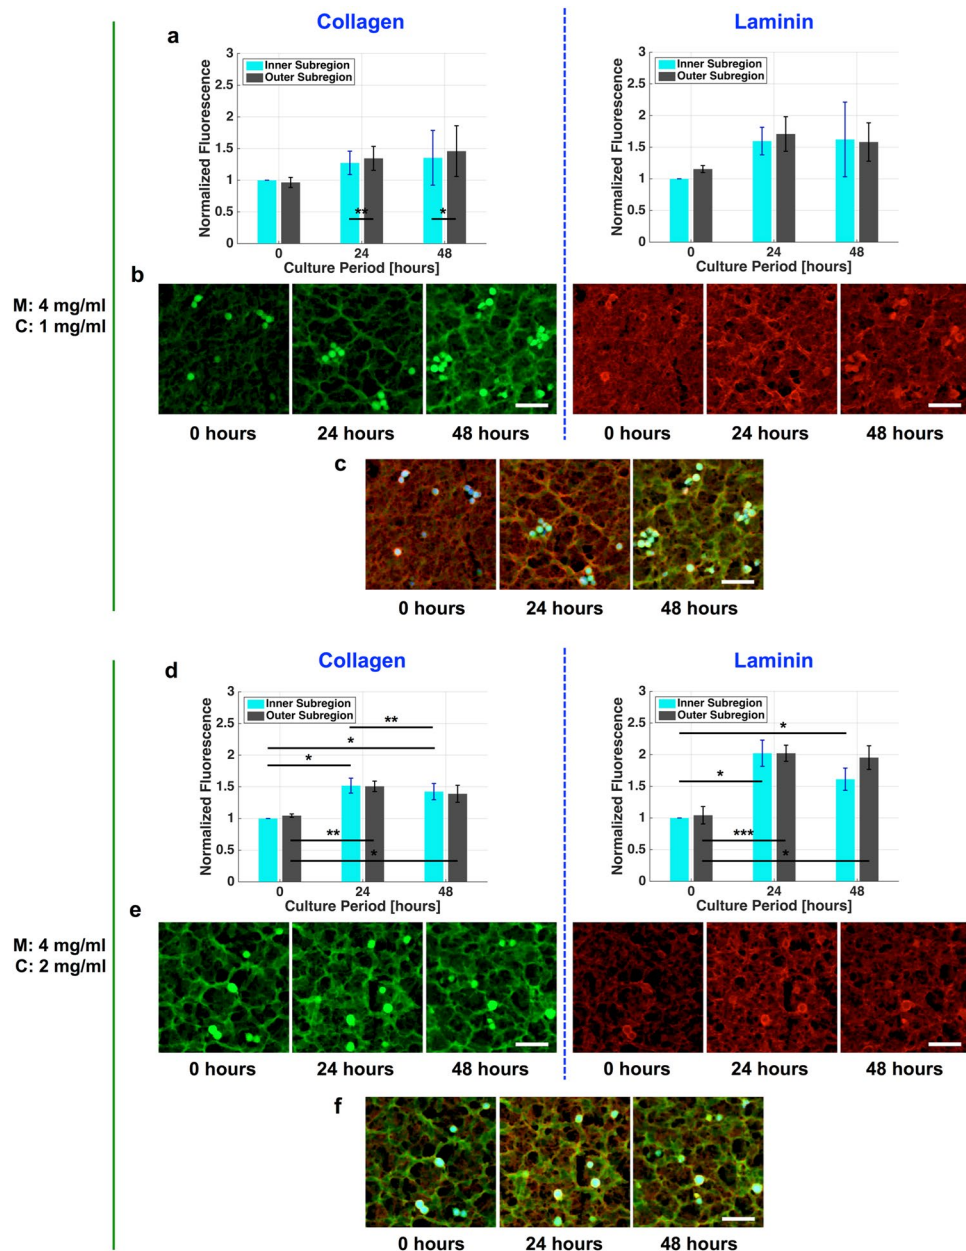 Collagen
Laminin
a
Normalized Fluorescence
3
2.5
2
1.5
1
0.5
0
Inner Subregion
Outer Subregion
**
*
0
24
48
Culture Period [hours]
Normalized Fluorescence
3
2.5
2
1.5
1
0.5
0
Inner Subregion
Outer Subregion
0
24
48
Culture Period [hours]
M: 4 mg/ml
C: 1 mg/ml
b
0 hours
24 hours
48 hours
0 hours
24 hours
48 hours
c
0 hours
24 hours
48 hours
Collagen
Laminin
d
Normalized Fluorescence
3
2.5
2
1.5
1
0.5
0
Inner Subregion
Outer Subregion
**
*
*
**
*
0
24
48
Culture Period [hours]
Normalized Fluorescence
3
2.5
2
1.5
1
0.5
0
Inner Subregion
Outer Subregion
*
*
***
*
0
24
48
Culture Period [hours]
M: 4 mg/ml
C: 2 mg/ml
e
0 hours
24 hours
48 hours
0 hours
24 hours
48 hours
f
0 hours
24 hours
48 hours